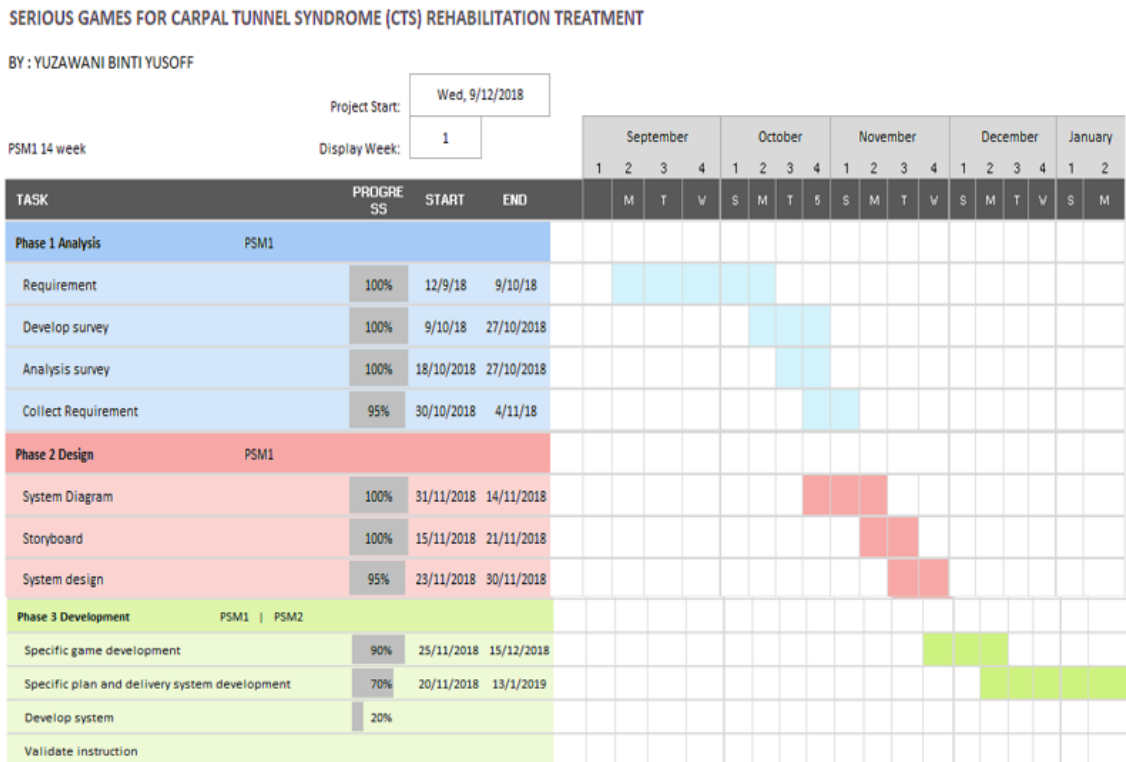 SERIOUS GAMES FOR CARPAL TUNNEL SYNDROME (CTS) REHABILITATION TREATMENT
BY : YUZAWANI BINTI YUSOFF
Project Start: Wed, 9/12/2018
PSM1 14 week Display Week: 1
September October November December January
1 2 3 4 1 2 3 4 1 2 3 4 1 2 3 4 1 2
TASK PROGRESS START END M T W S M T 5 S M T W S M T W S M
Phase 1 Analysis PSM1
Requirement 100% 12/9/18 9/10/18
Develop survey 100% 9/10/18 27/10/2018
Analysis survey 100% 18/10/2018 27/10/2018
Collect Requirement 95% 30/10/2018 4/11/18
Phase 2 Design PSM1
System Diagram 100% 31/11/2018 14/11/2018
Storyboard 100% 15/11/2018 21/11/2018
System design 95% 23/11/2018 30/11/2018
Phase 3 Development PSM1 | PSM2
Specific game development 90% 25/11/2018 15/12/2018
Specific plan and delivery system development 70% 20/11/2018 13/1/2019
Develop system 20%
Validate instruction